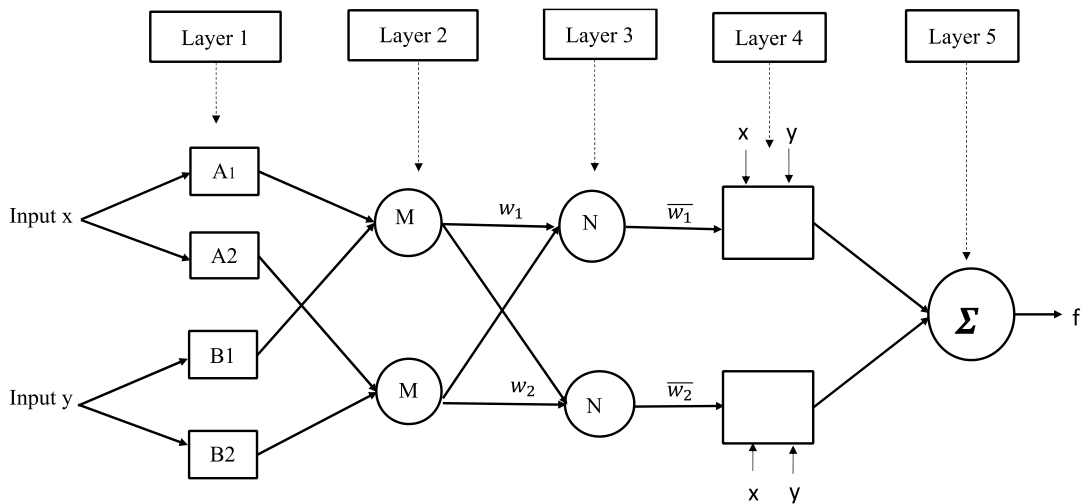 Layer 1
Layer 2
Layer 3
Layer 4
Layer 5
x
y
A1
Input x
M
w₁
N
w̅₁
A2
Σ
f
B1
Input y
M
w₂
N
w̅₂
B2
x
y